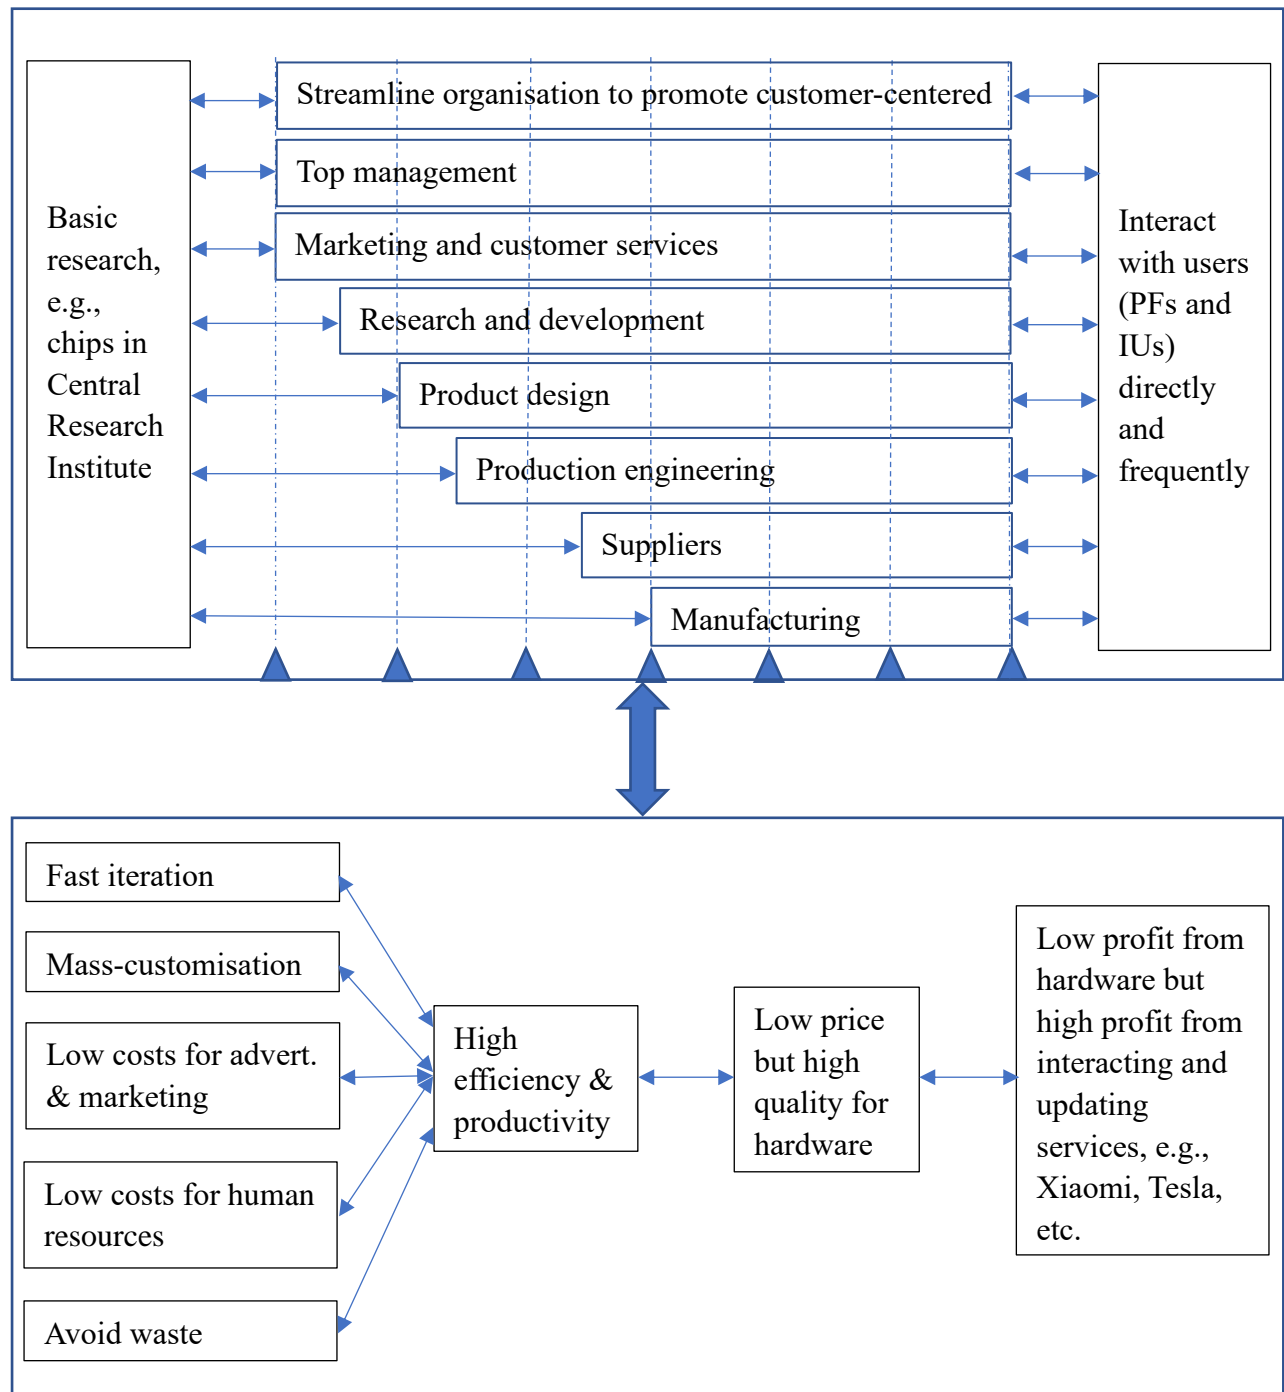 Basic
research,
e.g.,
chips in
Central
Research
Institute
Streamline organisation to promote customer-centered
Top management
Marketing and customer services
Research and development
Product design
Production engineering
Suppliers
Manufacturing
Interact
with users
(PFs and
IUs)
directly
and
frequently
Fast iteration
Mass-customisation
Low costs for advert.
& marketing
Low costs for human
resources
Avoid waste
High
efficiency &
productivity
Low price
but high
quality for
hardware
Low profit from
hardware but
high profit from
interacting and
updating
services, e.g.,
Xiaomi, Tesla,
etc.